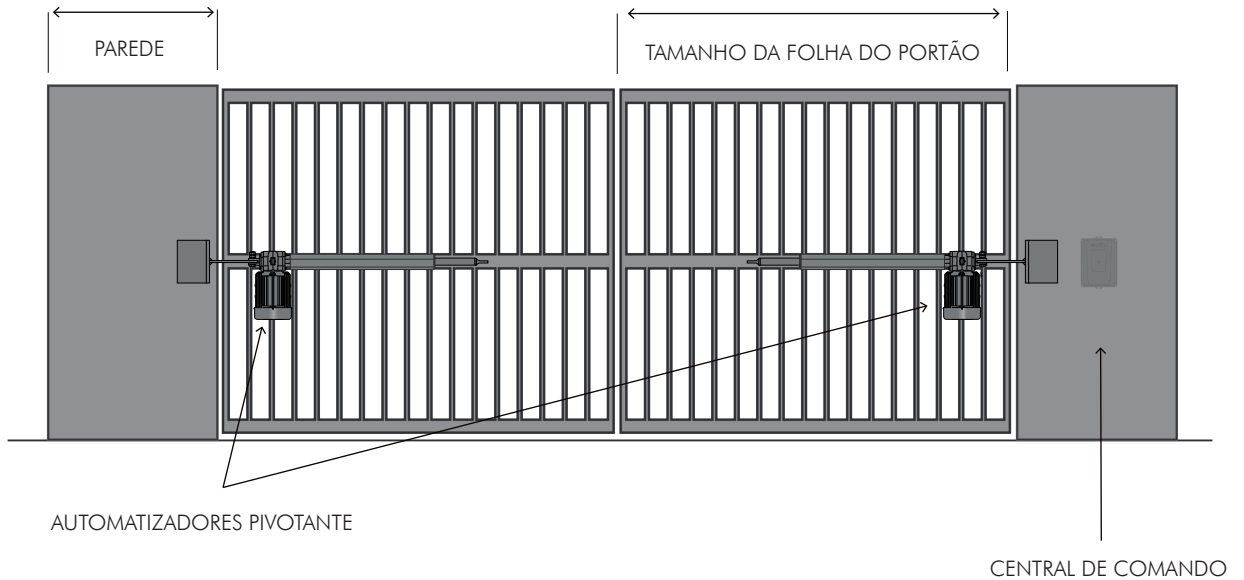 PAREDE
TAMANHO DA FOLHA DO PORTÃO
AUTOMATIZADORES PIVOTANTE
CENTRAL DE COMANDO